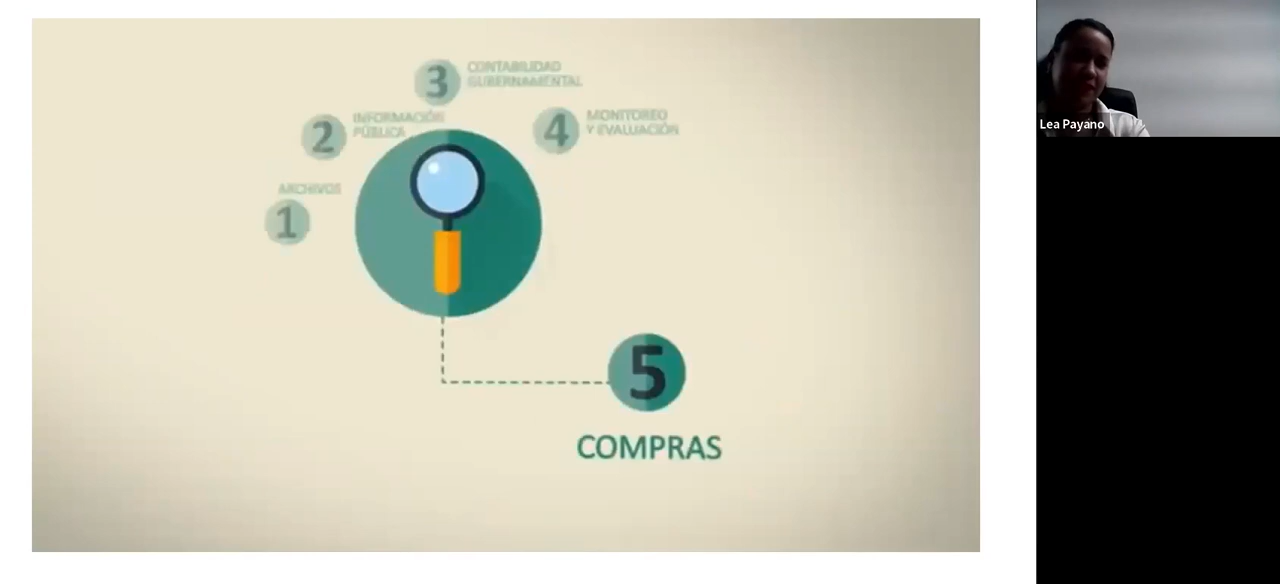 3
CONTABILIDAD
GUBERNAMENTAL
2
INFORMACIÓN
PÚBLICA
4
MONITOREO
Y EVALUACIÓN
ARCHIVOS
1
5
COMPRAS
Lea Payano